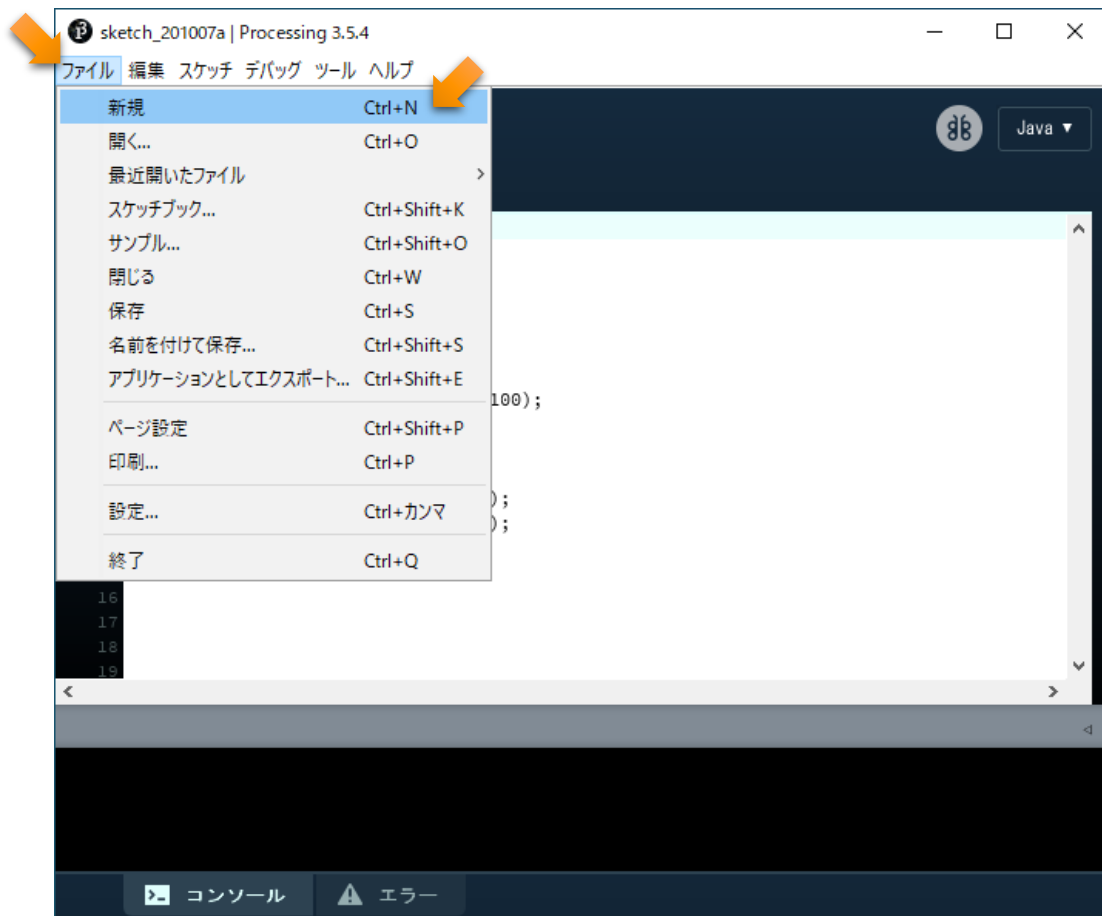 sketch_201007a | Processing 3.5.4
ファイル 編集 スケッチ デバッグ ツール ヘルプ
新規 Ctrl+N
開く... Ctrl+O
最近開いたファイル
スケッチブック... Ctrl+Shift+K
サンプル... Ctrl+Shift+O
閉じる Ctrl+W
保存 Ctrl+S
名前を付けて保存... Ctrl+Shift+S
アプリケーションとしてエクスポート... Ctrl+Shift+E
ページ設定 Ctrl+Shift+P
印刷... Ctrl+P
設定... Ctrl+カンマ
終了 Ctrl+Q
Java ▼
100);
);
);
16
17
18
19
コンソール エラー